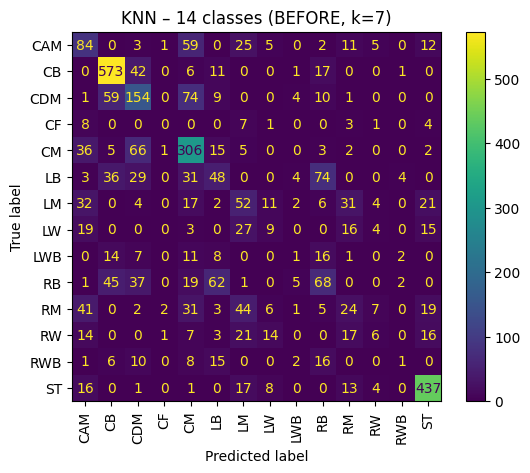 KNN – 14 classes (BEFORE, k=7)
CAM 84 0 3 1 59 0 25 5 0 2 11 5 0 12
CB 0 573 42 0 6 11 0 0 1 17 0 0 1 0
CDM 1 59 154 0 74 9 0 0 4 10 1 0 0 0
CF 8 0 0 0 0 0 7 1 0 0 3 1 0 4
CM 36 5 66 1 306 15 5 0 0 3 2 0 0 2
LB 3 36 29 0 31 48 0 0 4 74 0 0 4 0
LM 32 0 4 0 17 2 52 11 2 6 31 4 0 21
LW 19 0 0 0 3 0 27 9 0 0 16 4 0 15
LWB 0 14 7 0 11 8 0 0 1 16 1 0 2 0
RB 1 45 37 0 19 62 1 0 5 68 0 0 2 0
RM 41 0 2 2 31 3 44 6 1 5 24 7 0 19
RW 14 0 0 1 7 3 21 14 0 0 17 6 0 16
RWB 1 6 10 0 8 15 0 0 2 16 0 0 1 0
ST 16 0 1 0 1 0 17 8 0 0 13 4 0 437
CAM CB CDM CF CM LB LM LW LWB RB RM RW RWB ST
Predicted label
True label
500
400
300
200
100
0